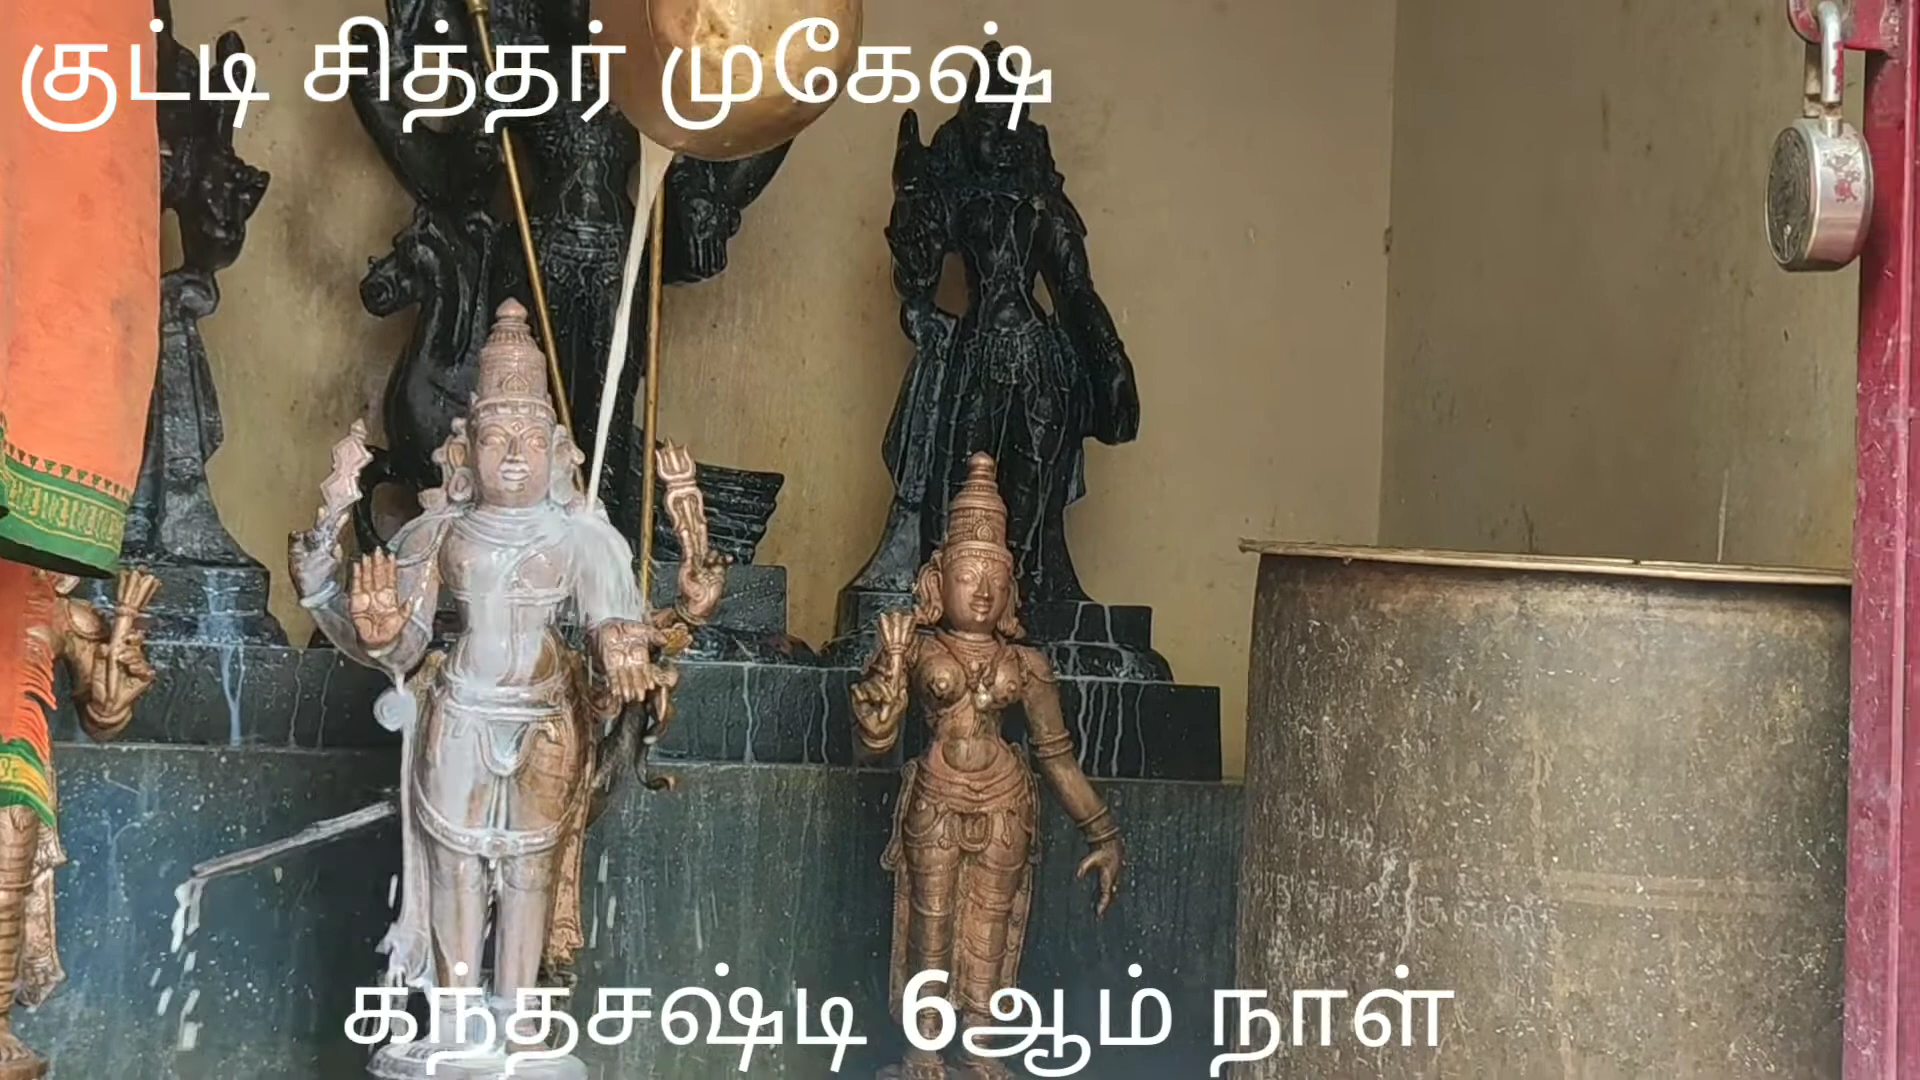 குட்டி சித்தர் முகேஷ்
கந்தசஷ்டி 6ஆம் நாள்